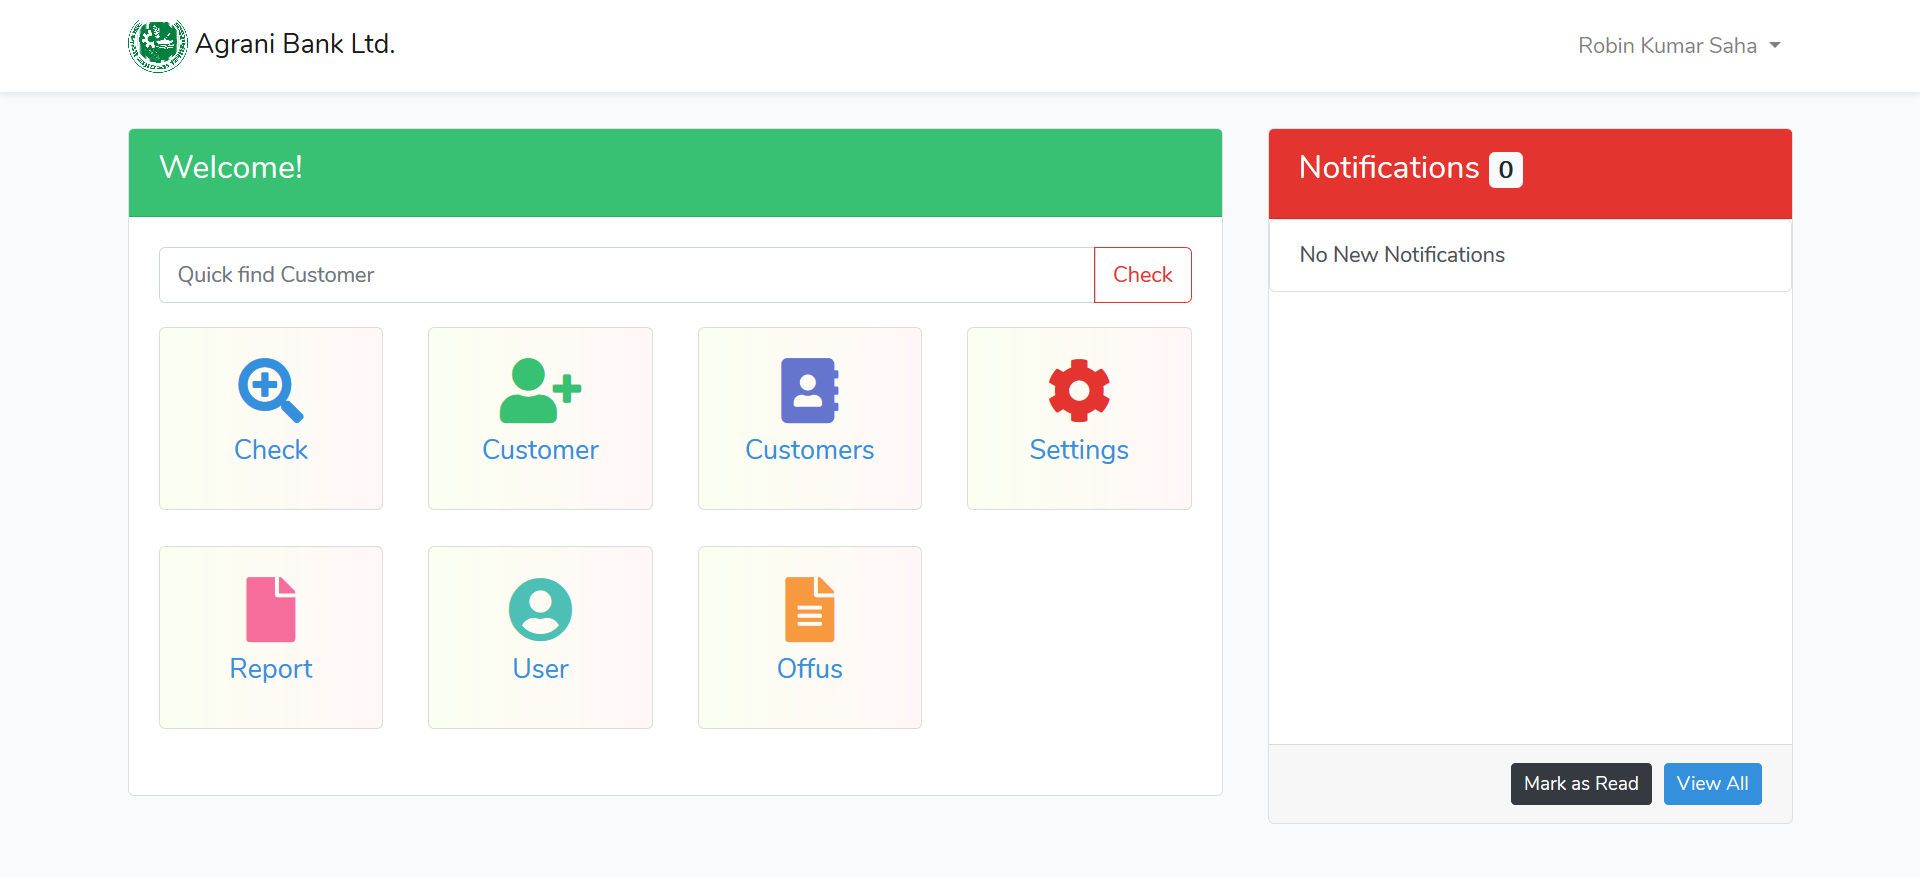 Agrani Bank Ltd.
Robin Kumar Saha
Welcome!
Quick find Customer
Check
Check
Customer
Customers
Settings
Report
User
Offus
Notifications 0
No New Notifications
Mark as Read
View All